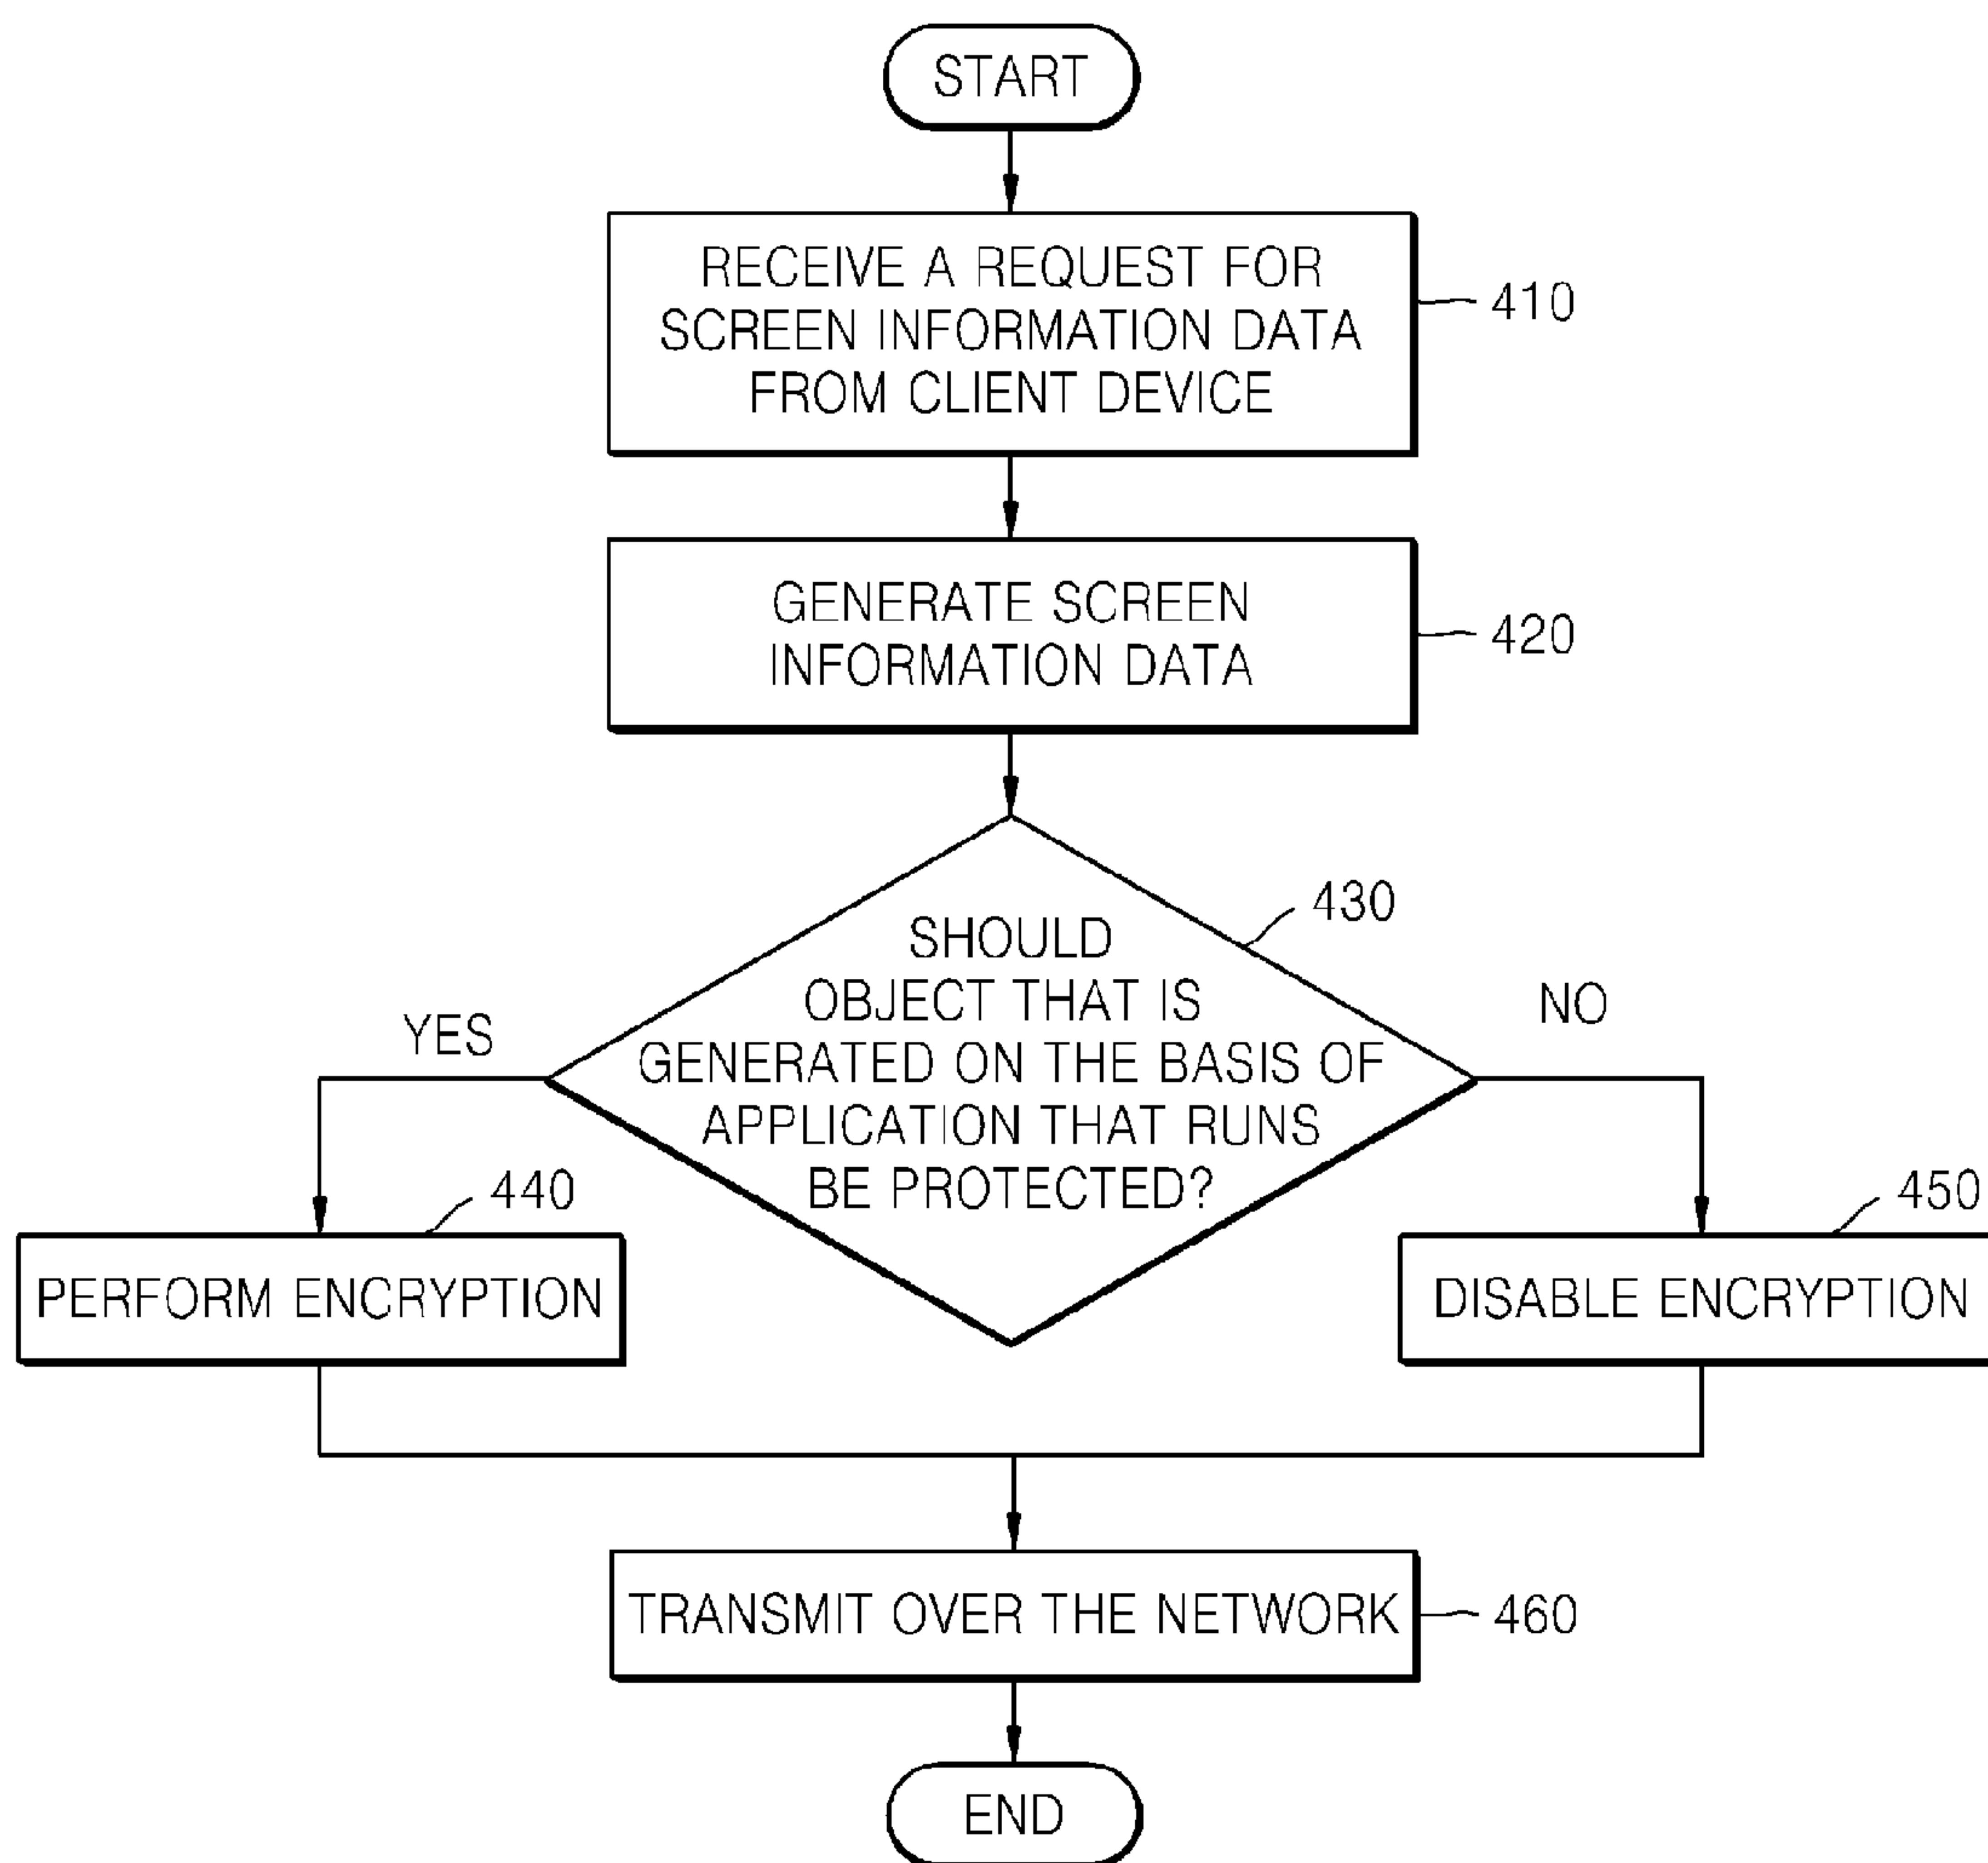 START
RECEIVE A REQUEST FOR
SCREEN INFORMATION DATA
FROM CLIENT DEVICE
410
GENERATE SCREEN
INFORMATION DATA
420
430
SHOULD
OBJECT THAT IS
GENERATED ON THE BASIS OF
APPLICATION THAT RUNS
BE PROTECTED?
YES
NO
440
PERFORM ENCRYPTION
450
DISABLE ENCRYPTION
TRANSMIT OVER THE NETWORK
460
END